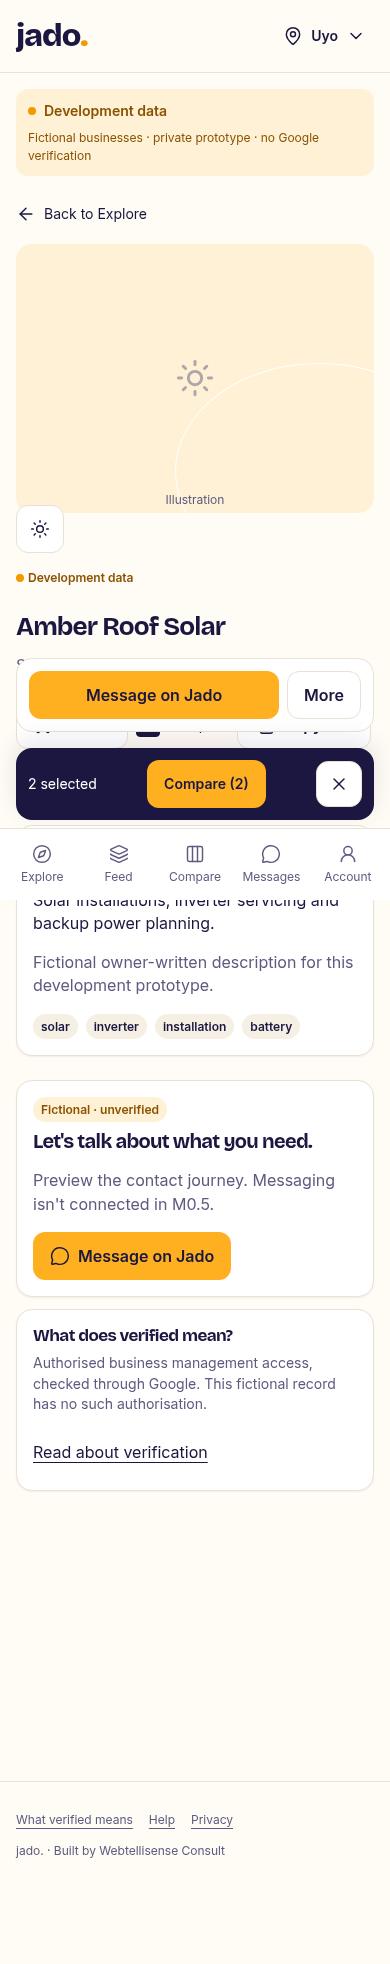 jado.
Uyo
Development data
Fictional businesses · private prototype · no Google
verification
Back to Explore
Illustration
Development data
Amber Roof Solar
Message on Jado
More
2 selected
Compare (2)
Explore
Feed
Compare
Messages
Account
Solar installations, inverter servicing and
backup power planning.
Fictional owner-written description for this
development prototype.
solar
inverter
installation
battery
Fictional · unverified
Let's talk about what you need.
Preview the contact journey. Messaging
isn't connected in M0.5.
Message on Jado
What does verified mean?
Authorised business management access,
checked through Google. This fictional record
has no such authorisation.
Read about verification
What verified means
Help
Privacy
jado. · Built by Webtellisense Consult